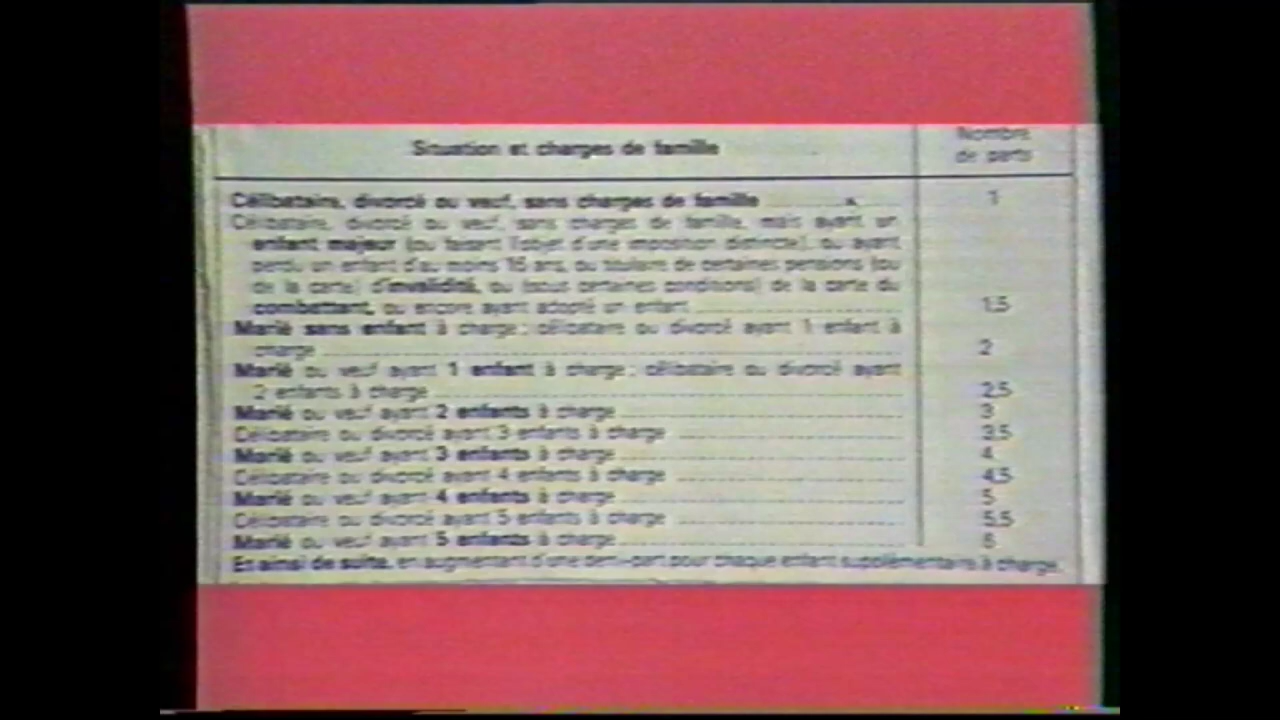 Situation et charges de famille
Nombre
de parts
Célibataire, divorcé ou veuf, sans charges de famille 1
Célibataire, divorcé ou veuf, sans charges de famille, mais ayant un
enfant majeur (ou faisant l'objet d'une imposition distincte), ou ayant
perdu un enfant d'au moins 16 ans, ou titulaire de certaines pensions (ou
de la carte) d'invalidité, ou (sous certaines conditions) de la carte du
combattant, ou encore ayant adopté un enfant 1,5
Marié sans enfant à charge ; célibataire ou divorcé ayant 1 enfant à
charge 2
Marié ou veuf ayant 1 enfant à charge ; célibataire ou divorcé ayant
2 enfants à charge 2,5
Marié ou veuf ayant 2 enfants à charge 3
Célibataire ou divorcé ayant 3 enfants à charge 3,5
Marié ou veuf ayant 3 enfants à charge 4
Célibataire ou divorcé ayant 4 enfants à charge 4,5
Marié ou veuf ayant 4 enfants à charge 5
Célibataire ou divorcé ayant 5 enfants à charge 5,5
Marié ou veuf ayant 5 enfants à charge 6
Et ainsi de suite, en augmentant d'une demi-part pour chaque enfant supplémentaire à charge.